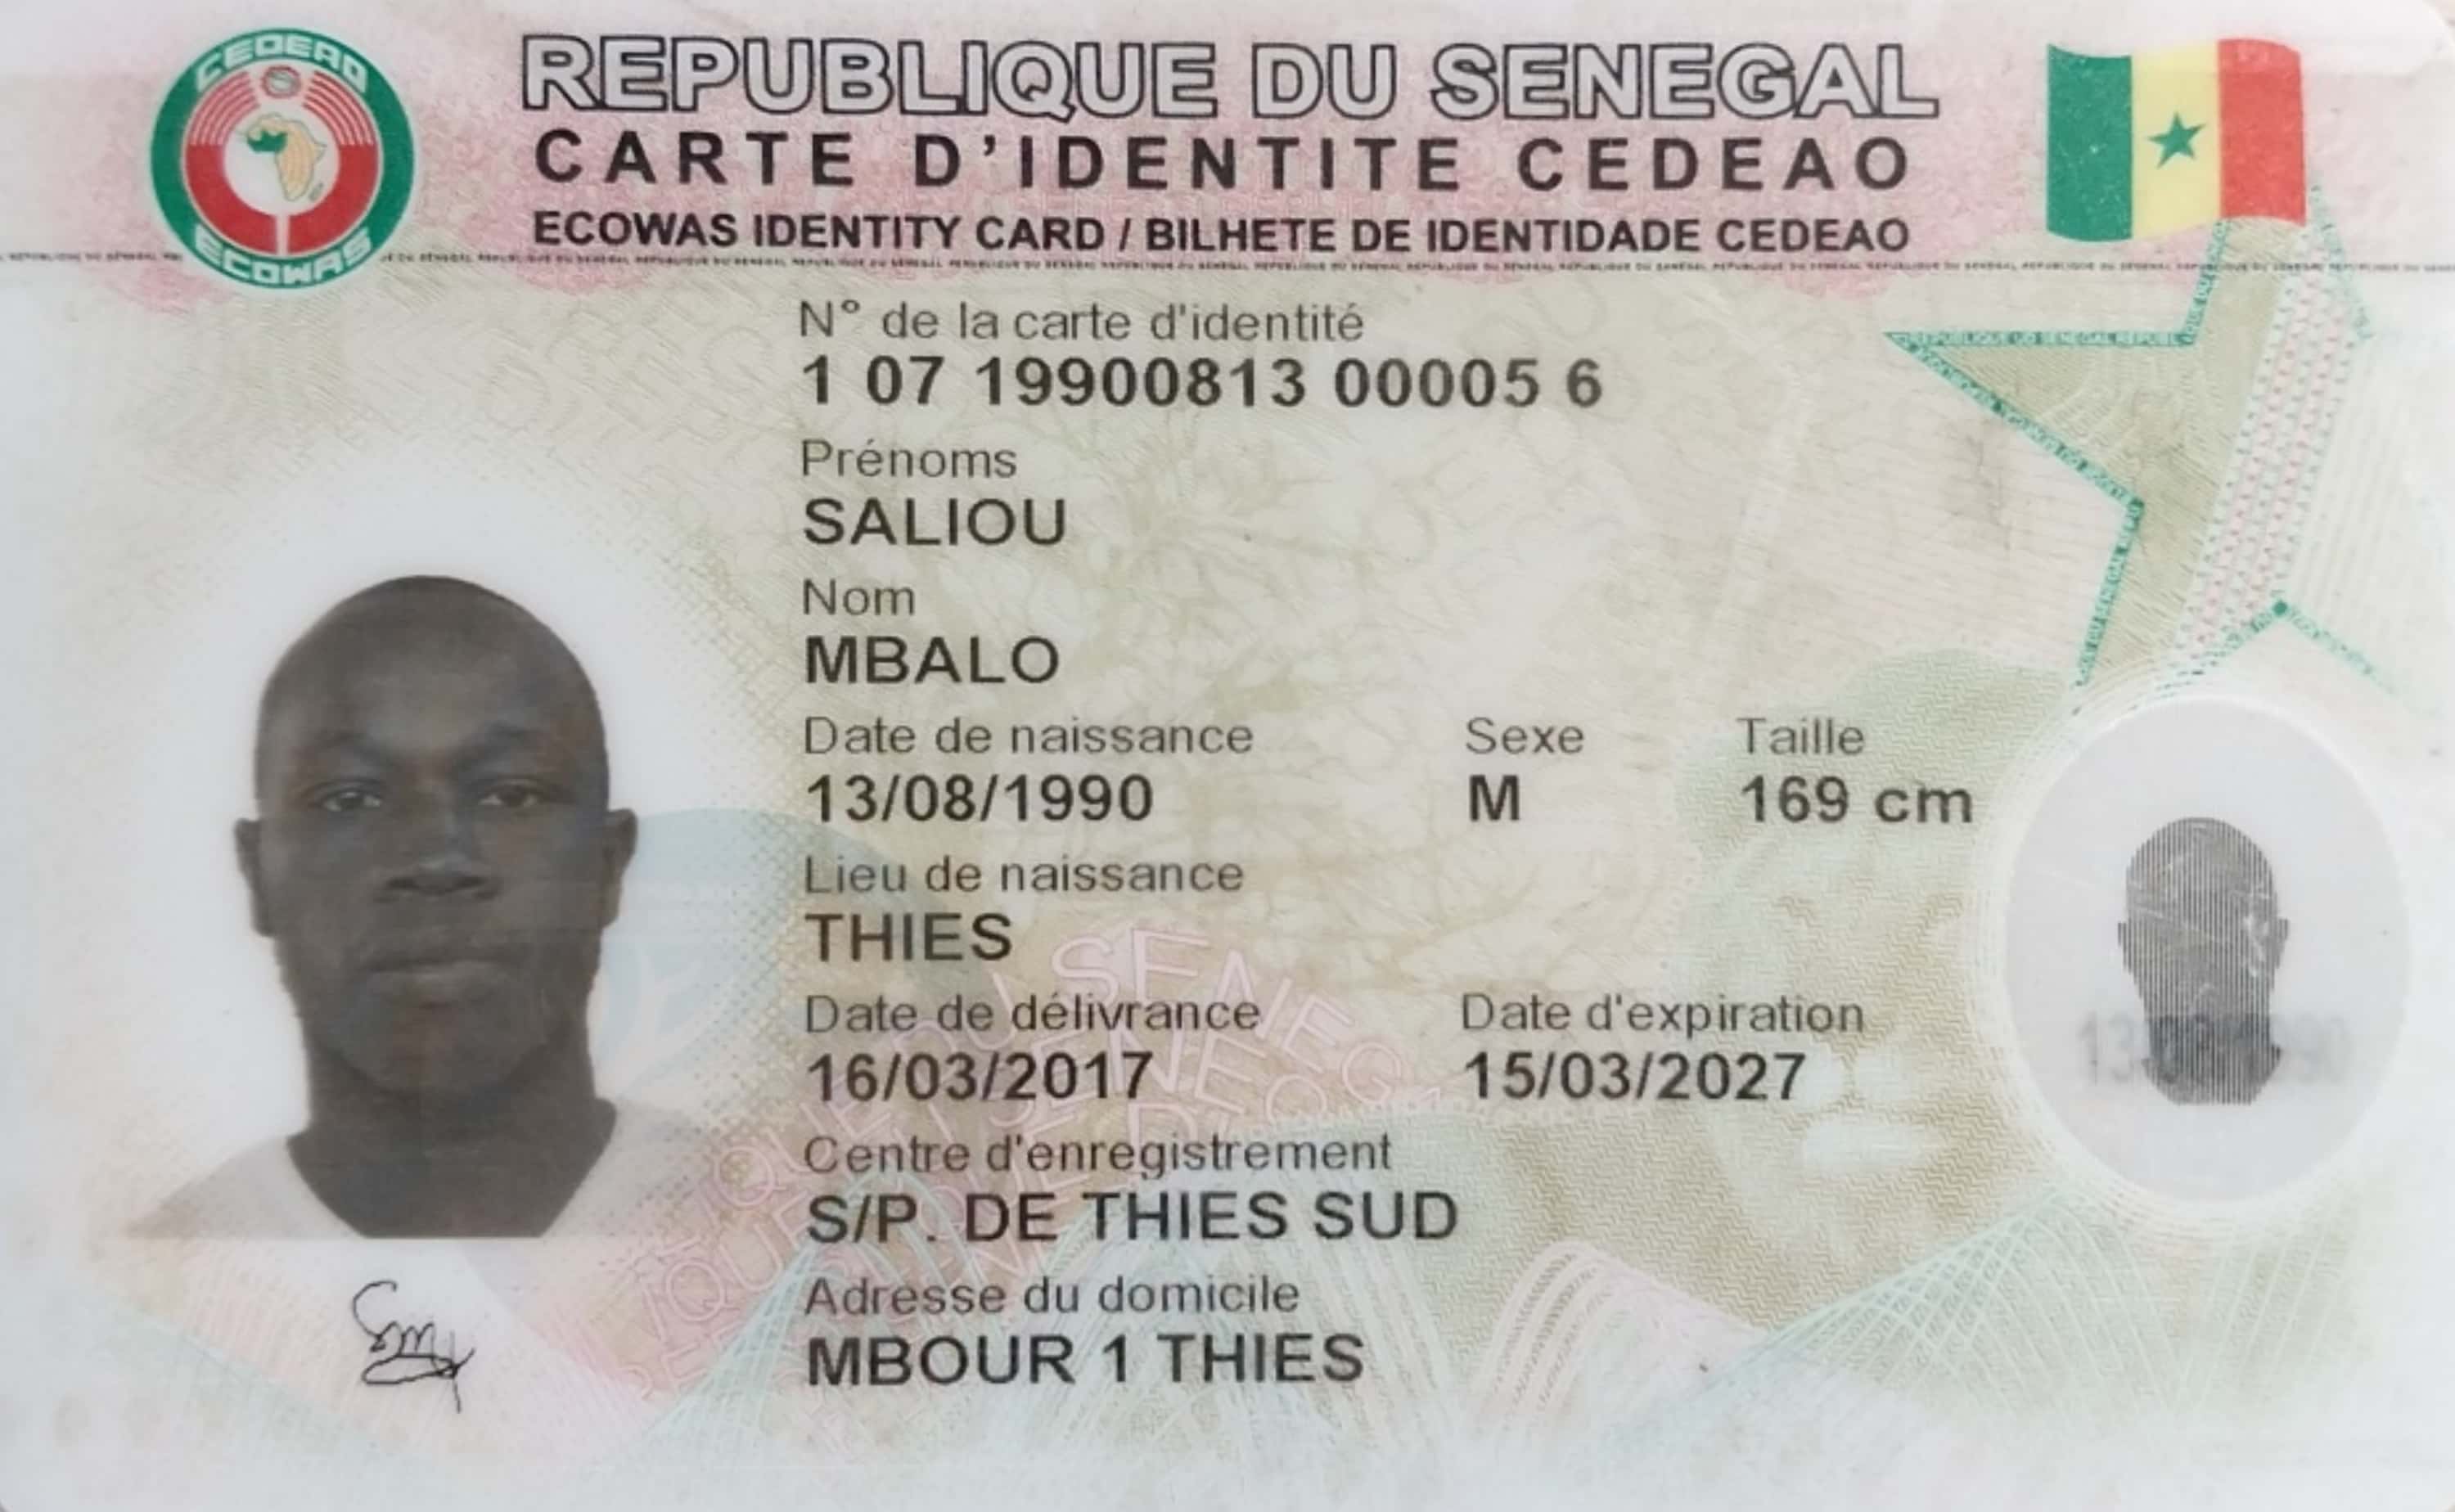 CEDEAO
ECOWAS
REPUBLIQUE DU SENEGAL
CARTE D'IDENTITE CEDEAO
ECOWAS IDENTITY CARD / BILHETE DE IDENTIDADE CEDEAO
N° de la carte d'identité
1 07 19900813 00005 6
Prénoms
SALIOU
Nom
MBALO
Date de naissance Sexe Taille
13/08/1990 M 169 cm
Lieu de naissance
THIES
Date de délivrance Date d'expiration
16/03/2017 15/03/2027
Centre d'enregistrement
S/P. DE THIES SUD
Adresse du domicile
MBOUR 1 THIES